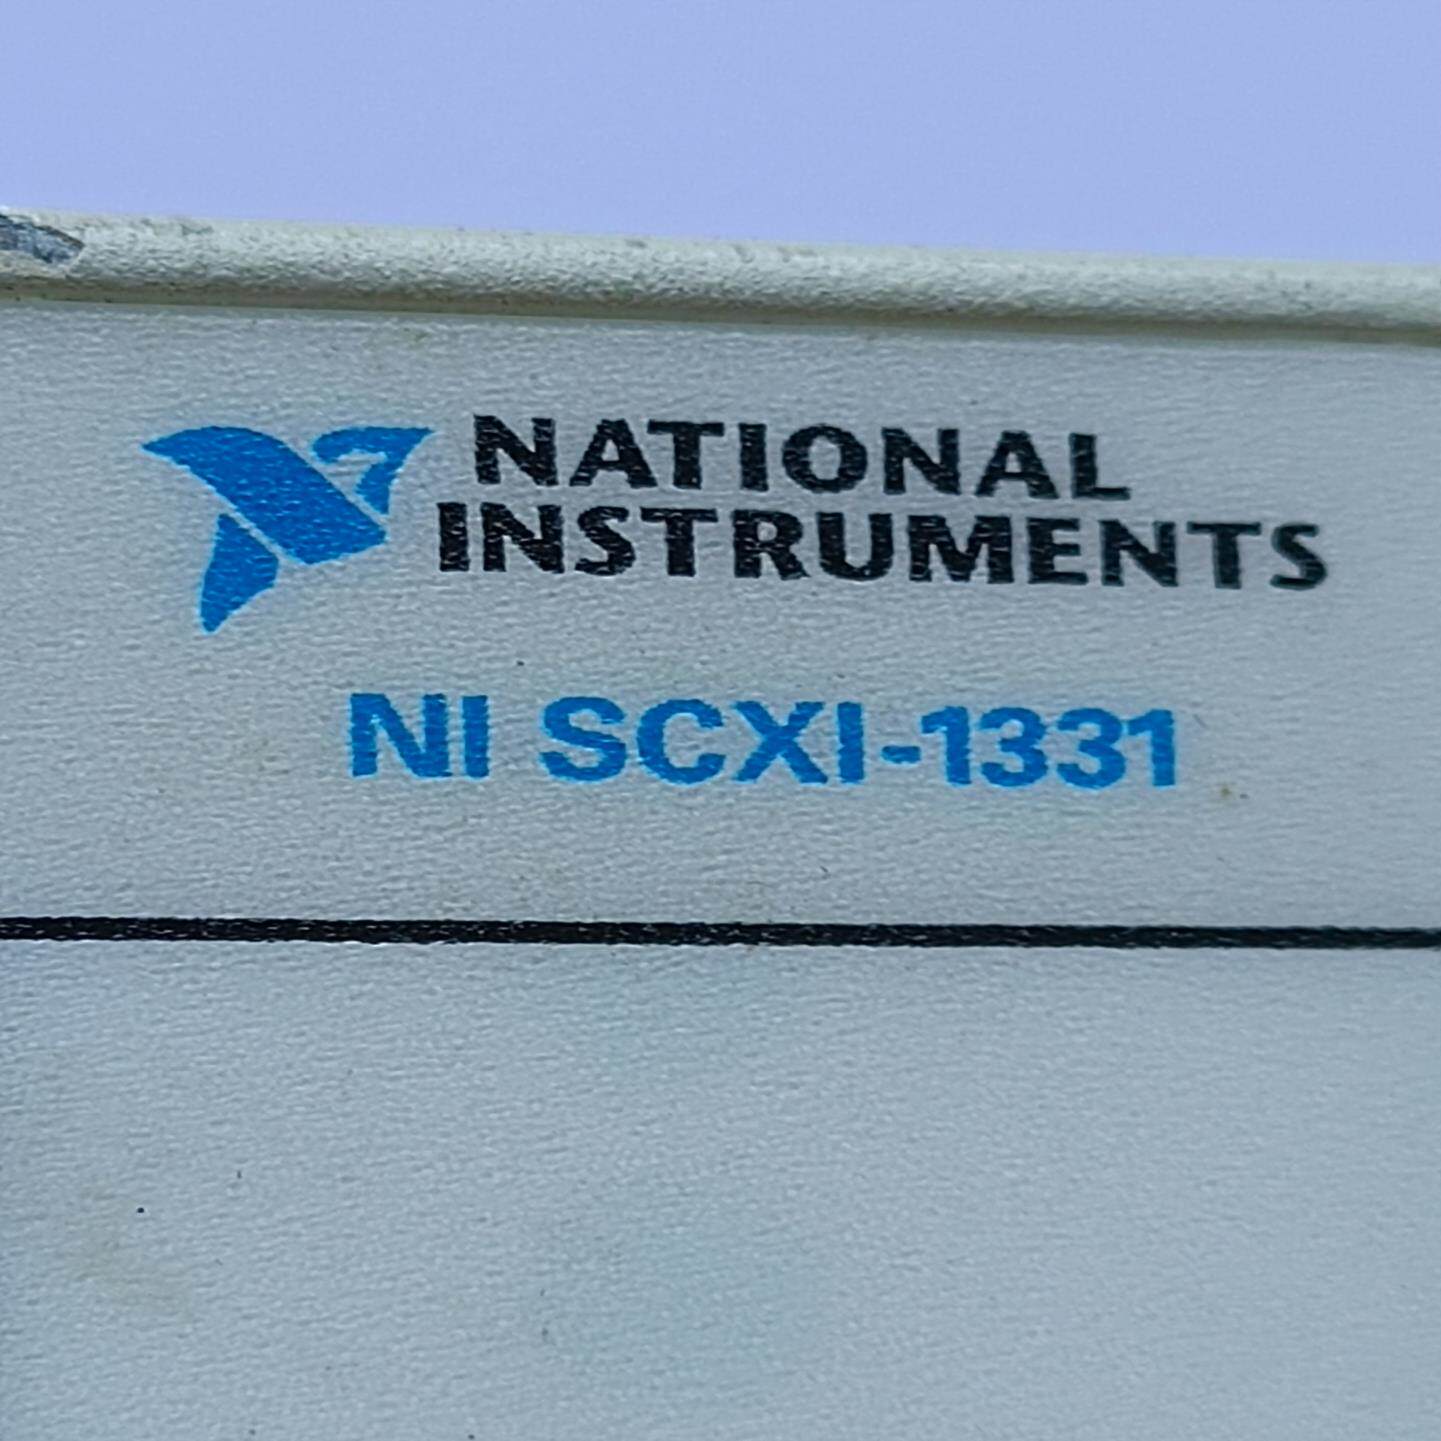 NATIONAL
INSTRUMENTS
NI SCXI-1331